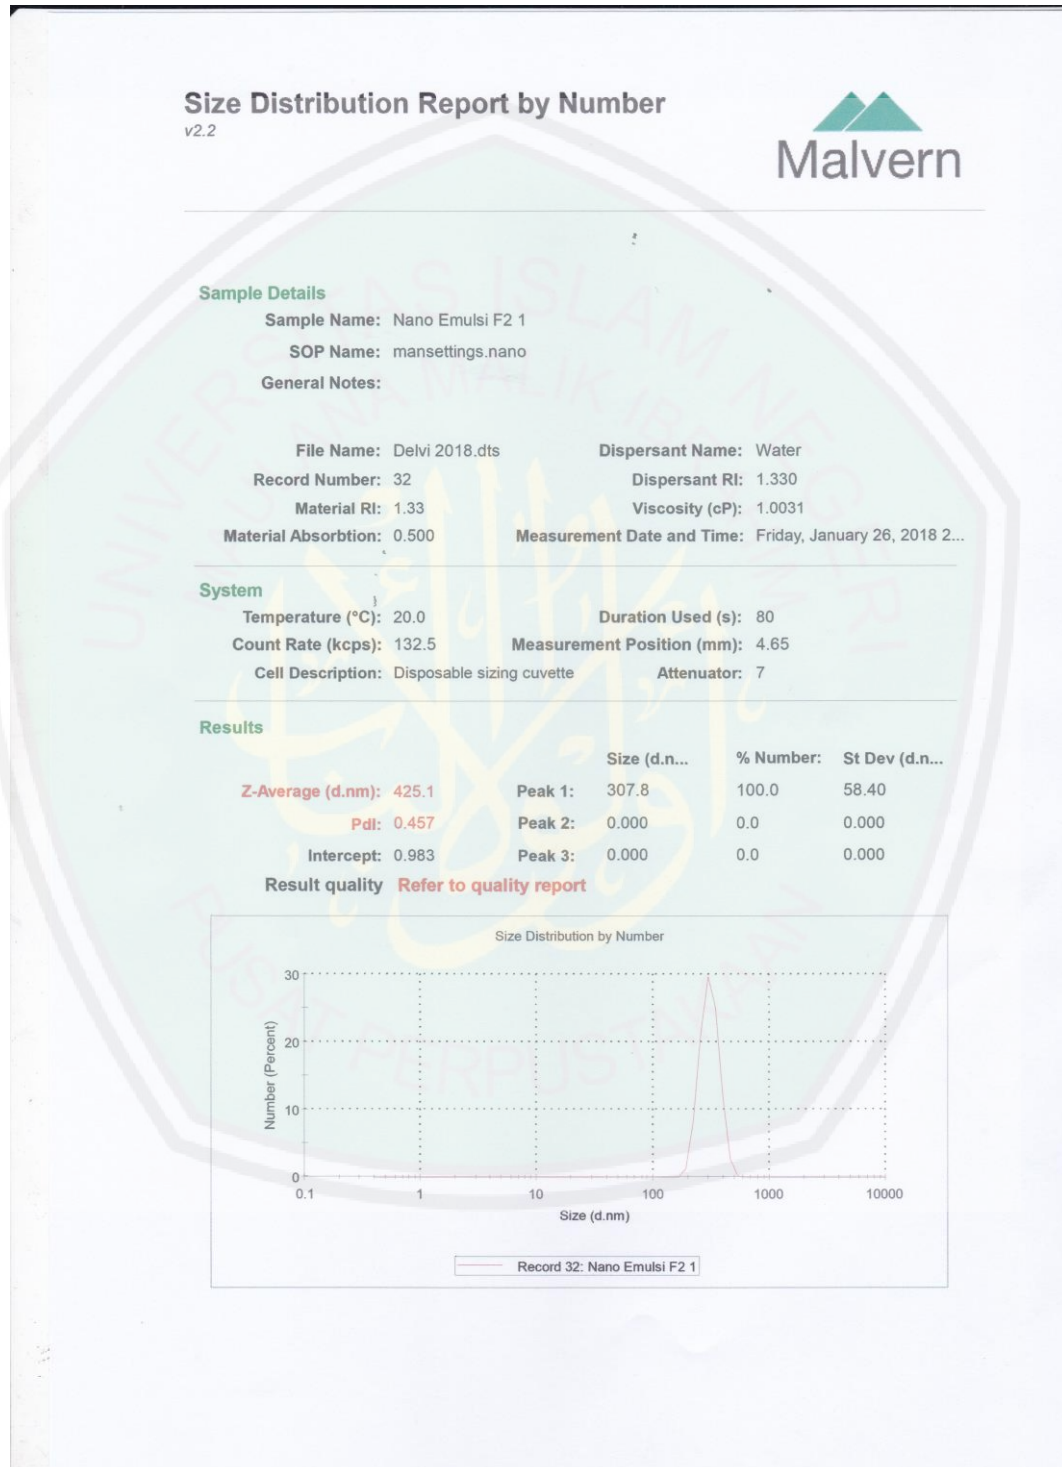 Size Distribution Report by Number
v2.2
Malvern
Sample Details
Sample Name: Nano Emulsi F2 1
SOP Name: mansettings.nano
General Notes:
File Name: Delvi 2018.dts Dispersant Name: Water
Record Number: 32 Dispersant RI: 1.330
Material RI: 1.33 Viscosity (cP): 1.0031
Material Absorbtion: 0.500 Measurement Date and Time: Friday, January 26, 2018 2...
System
Temperature (°C): 20.0 Duration Used (s): 80
Count Rate (kcps): 132.5 Measurement Position (mm): 4.65
Cell Description: Disposable sizing cuvette Attenuator: 7
Results
Size (d.n... % Number: St Dev (d.n...
Z-Average (d.nm): 425.1 Peak 1: 307.8 100.0 58.40
PdI: 0.457 Peak 2: 0.000 0.0 0.000
Intercept: 0.983 Peak 3: 0.000 0.0 0.000
Result quality Refer to quality report
Size Distribution by Number
Number (Percent)
30
20
10
0
0.1 1 10 100 1000 10000
Size (d.nm)
Record 32: Nano Emulsi F2 1
UNIVERSITAS ISLAM NEGERI
MAULANA MALIK IBRAHIM
PUSAT PERPUSTAKAAN